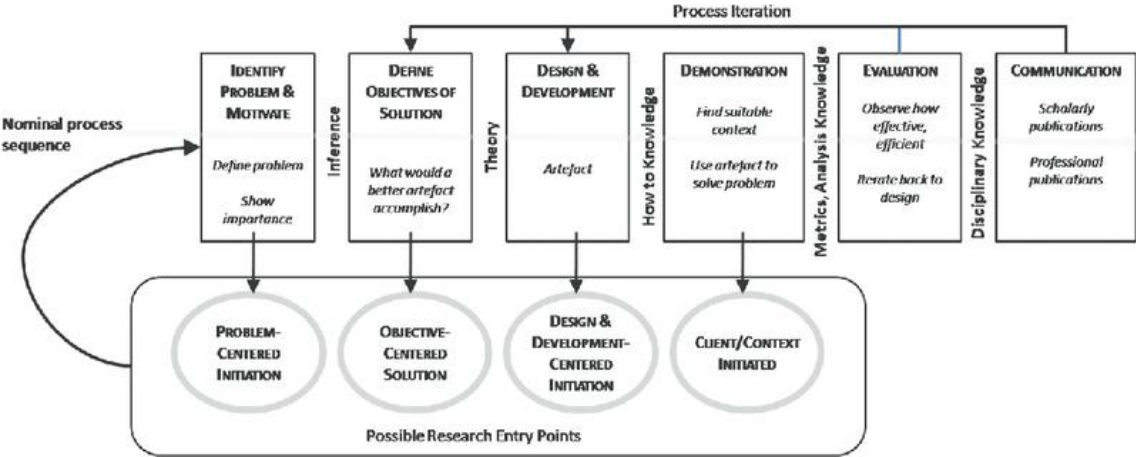 Process Iteration
Nominal process
sequence
IDENTIFY
PROBLEM &
MOTIVATE
Define problem
Show
importance
Inference
DEFINE
OBJECTIVES OF
SOLUTION
What would a
better artefact
accomplish?
Theory
DESIGN &
DEVELOPMENT
Artefact
How to Knowledge
DEMONSTRATION
Find suitable
context
Use artefact to
solve problem
Metrics, Analysis Knowledge
EVALUATION
Observe how
effective,
efficient
Iterate back to
design
Disciplinary Knowledge
COMMUNICATION
Scholarly
publications
Professional
publications
PROBLEM-
CENTERED
INITIATION
OBJECTIVE-
CENTERED
SOLUTION
DESIGN &
DEVELOPMENT-
CENTERED
INITIATION
CLIENT/CONTEXT
INITIATED
Possible Research Entry Points